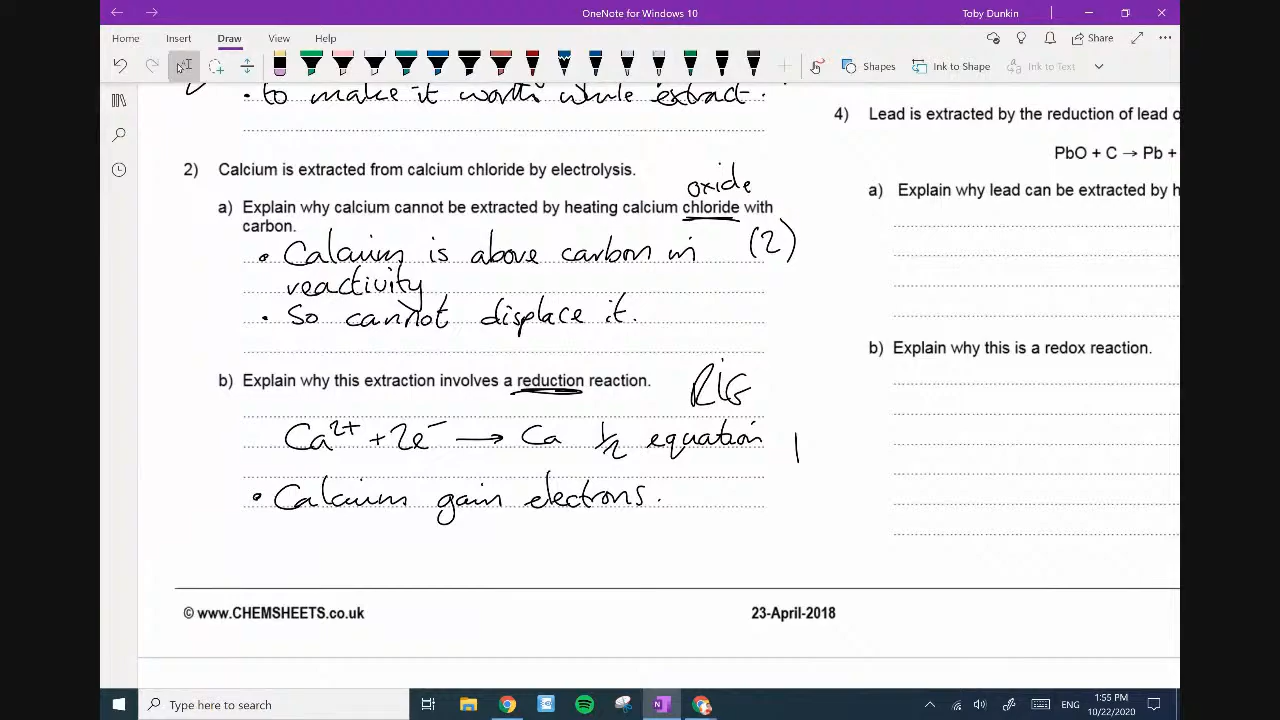 OneNote for Windows 10
Toby Dunkin
Home Insert Draw View Help
Share
Shapes Ink to Shape Ink to Text
• to make it worth while extract.
2) Calcium is extracted from calcium chloride by electrolysis.
oxide
a) Explain why calcium cannot be extracted by heating calcium chloride with
carbon.
• Calcium is above carbon in (2)
reactivity
• So cannot displace it.
b) Explain why this extraction involves a reduction reaction.
RIG
Ca²⁺ + 2e⁻ → Ca ½ equation |
• Calcium gain electrons.
4) Lead is extracted by the reduction of lead o
PbO + C → Pb +
a) Explain why lead can be extracted by h
b) Explain why this is a redox reaction.
© www.CHEMSHEETS.co.uk 23-April-2018
Type here to search
ENG
1:55 PM
10/22/2020